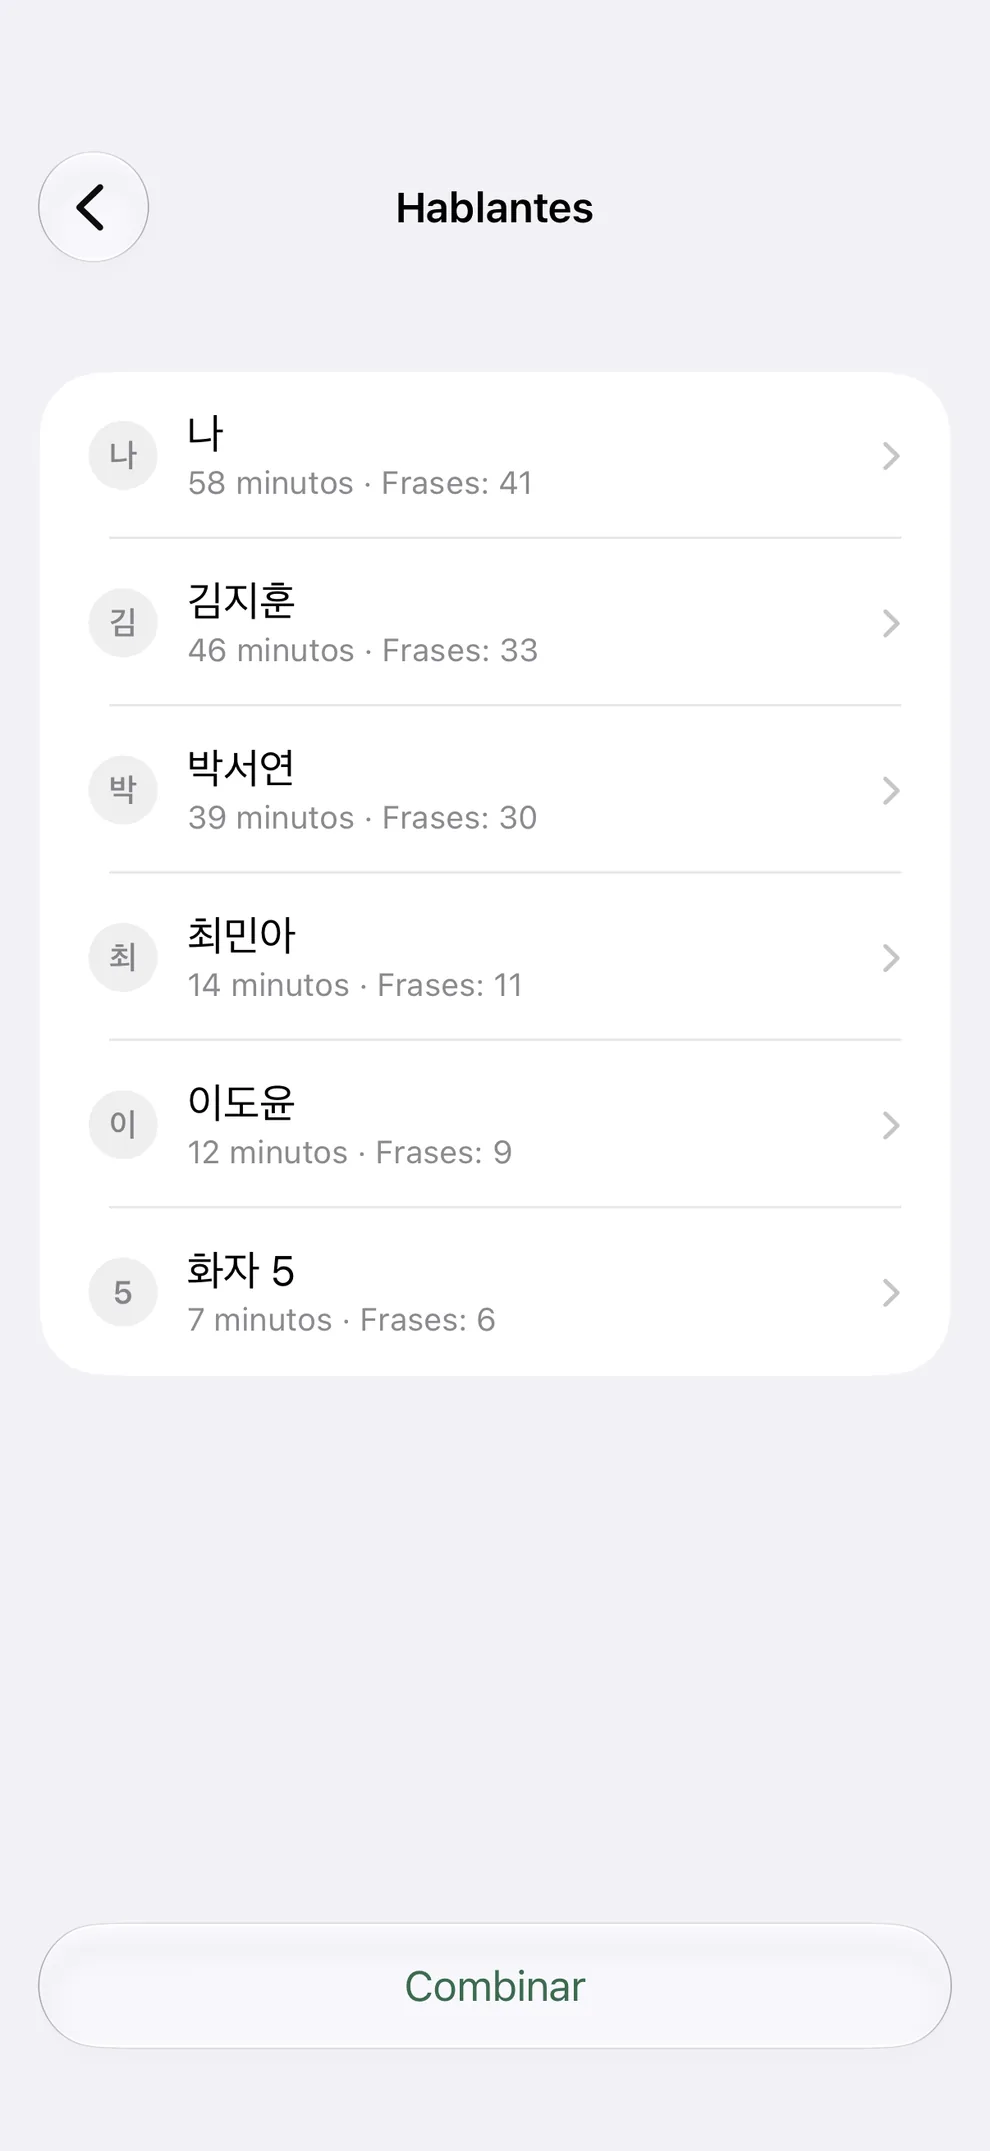 Hablantes
나
나
58 minutos · Frases: 41
김
김지훈
46 minutos · Frases: 33
박
박서연
39 minutos · Frases: 30
최
최민아
14 minutos · Frases: 11
이
이도윤
12 minutos · Frases: 9
5
화자 5
7 minutos · Frases: 6
Combinar